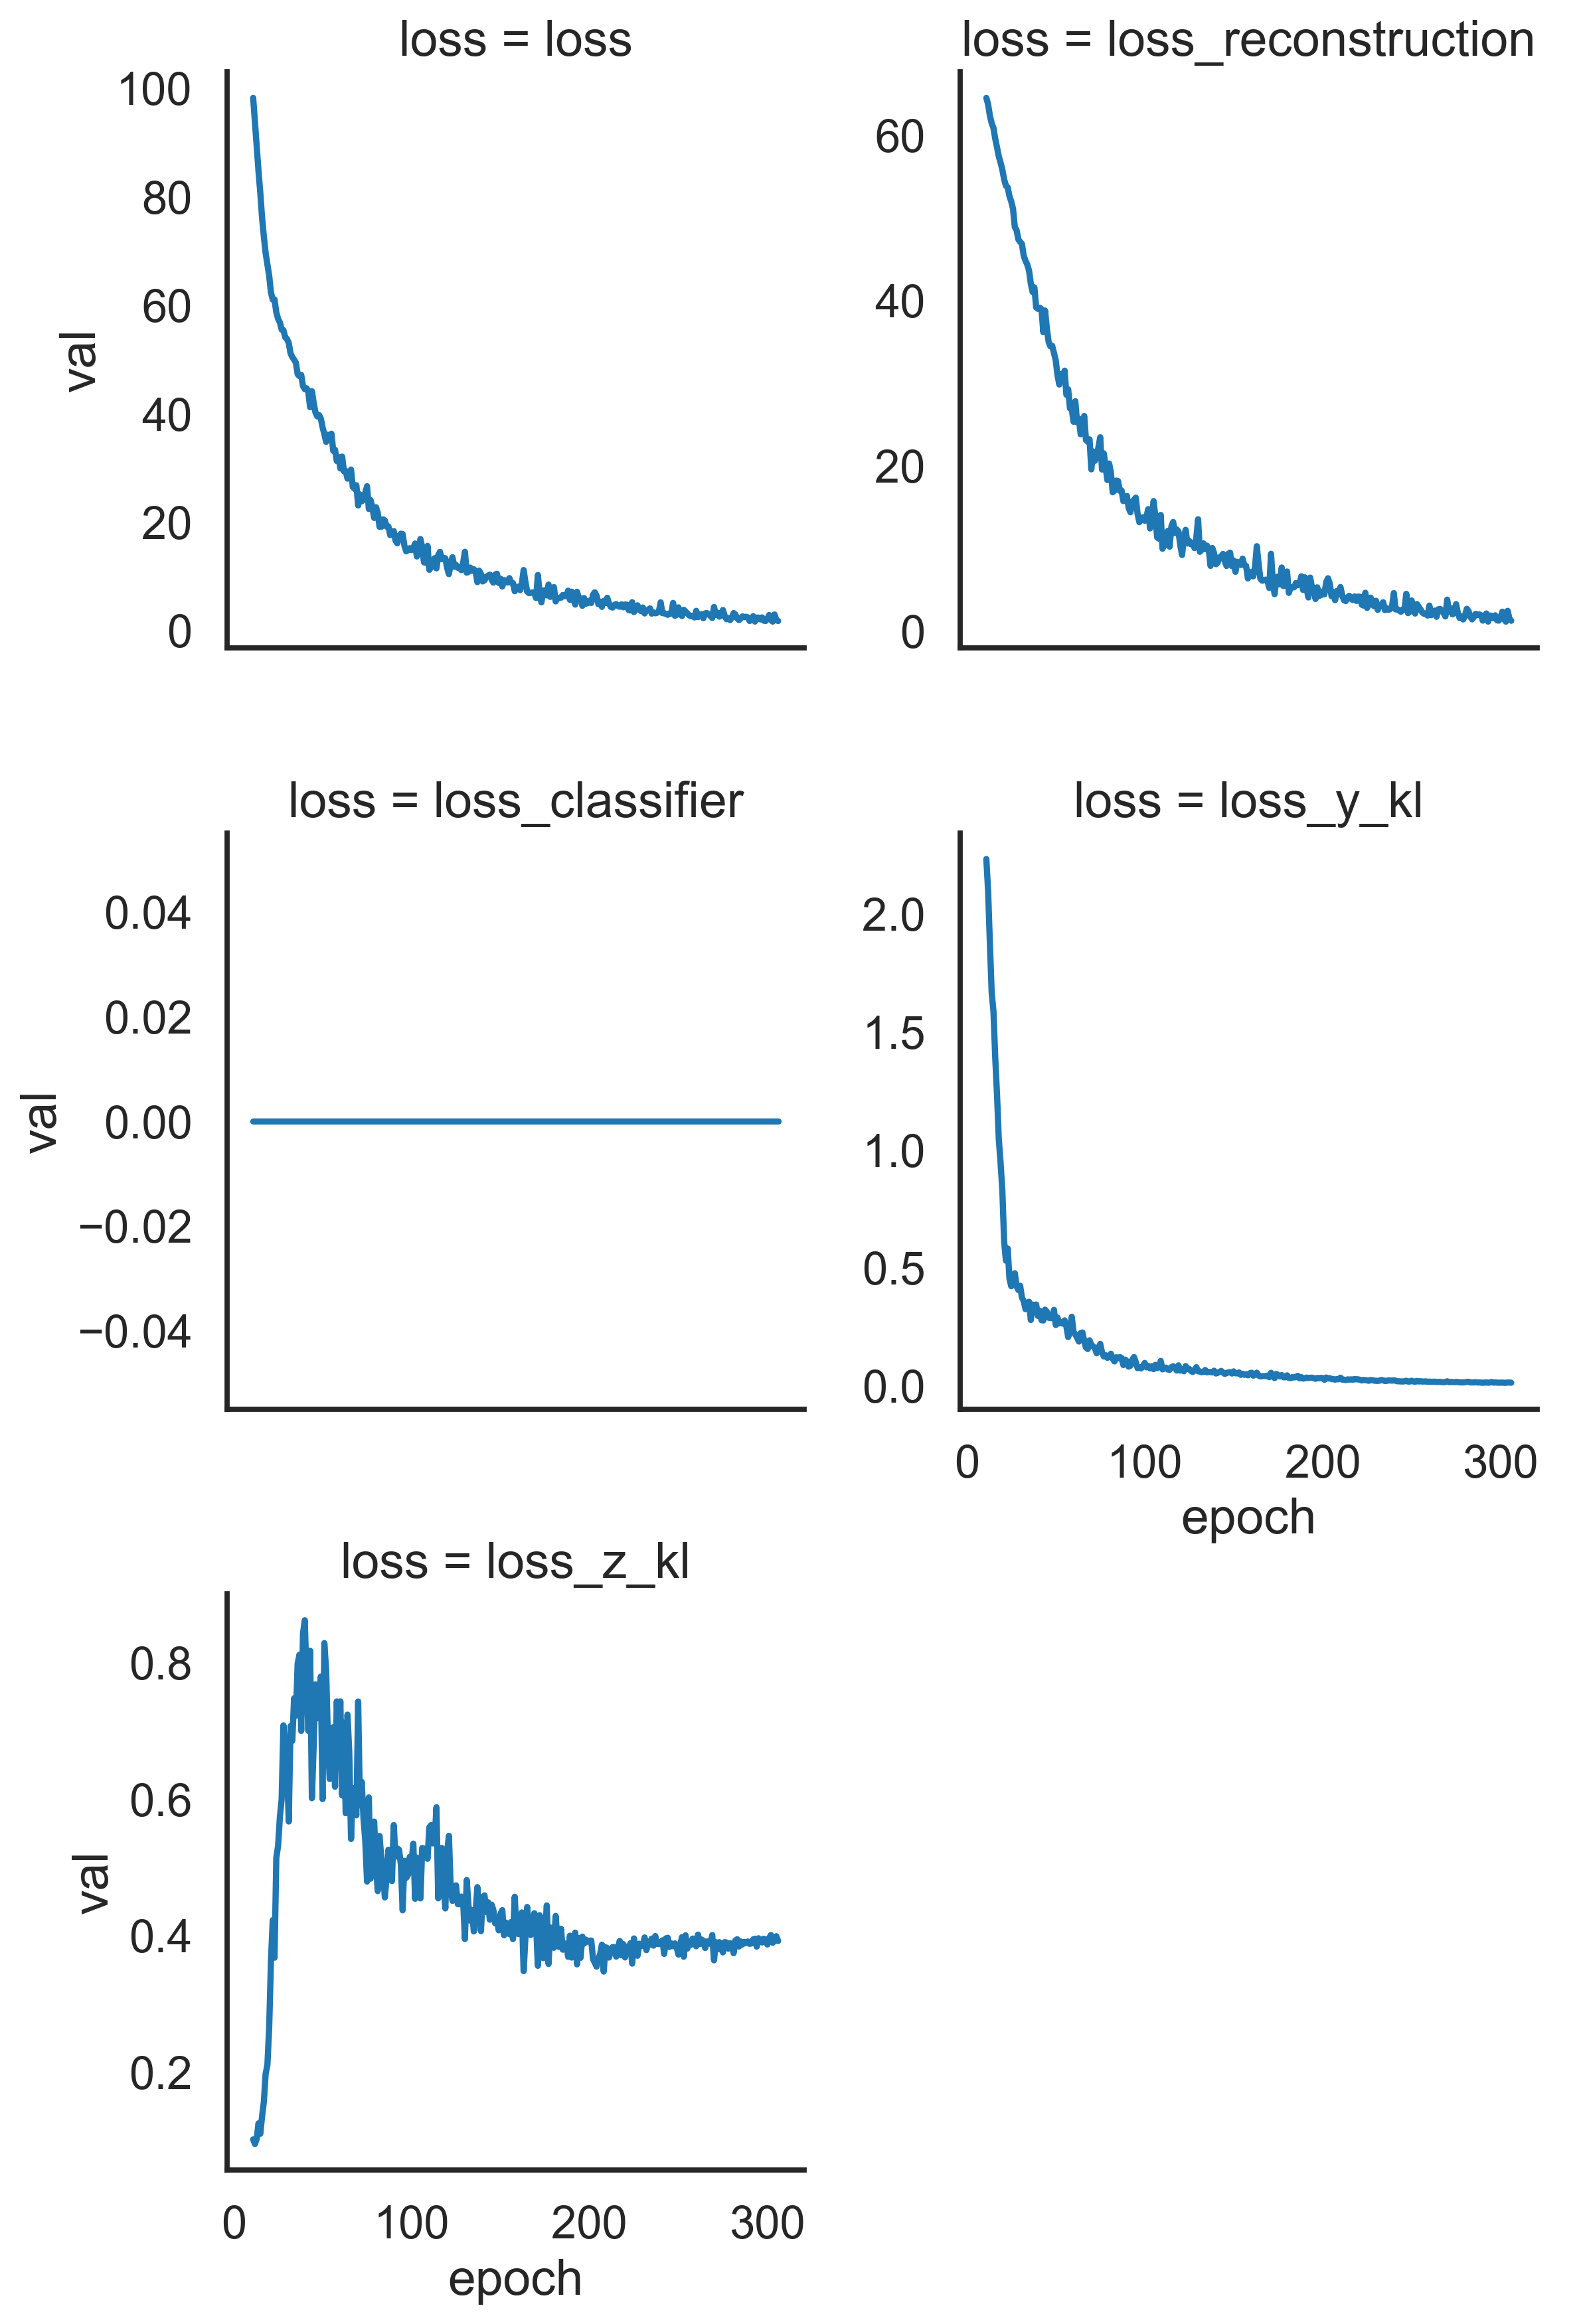 loss = loss
100
80
60
40
20
0
val
loss = loss_reconstruction
60
40
20
0
loss = loss_classifier
0.04
0.02
0.00
−0.02
−0.04
val
loss = loss_y_kl
2.0
1.5
1.0
0.5
0.0
0 100 200 300
epoch
loss = loss_z_kl
0.8
0.6
0.4
0.2
val
0 100 200 300
epoch